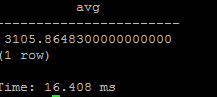 avg
-----------------------
3105.8648300000000000
(1 row)
Time: 16.408 ms